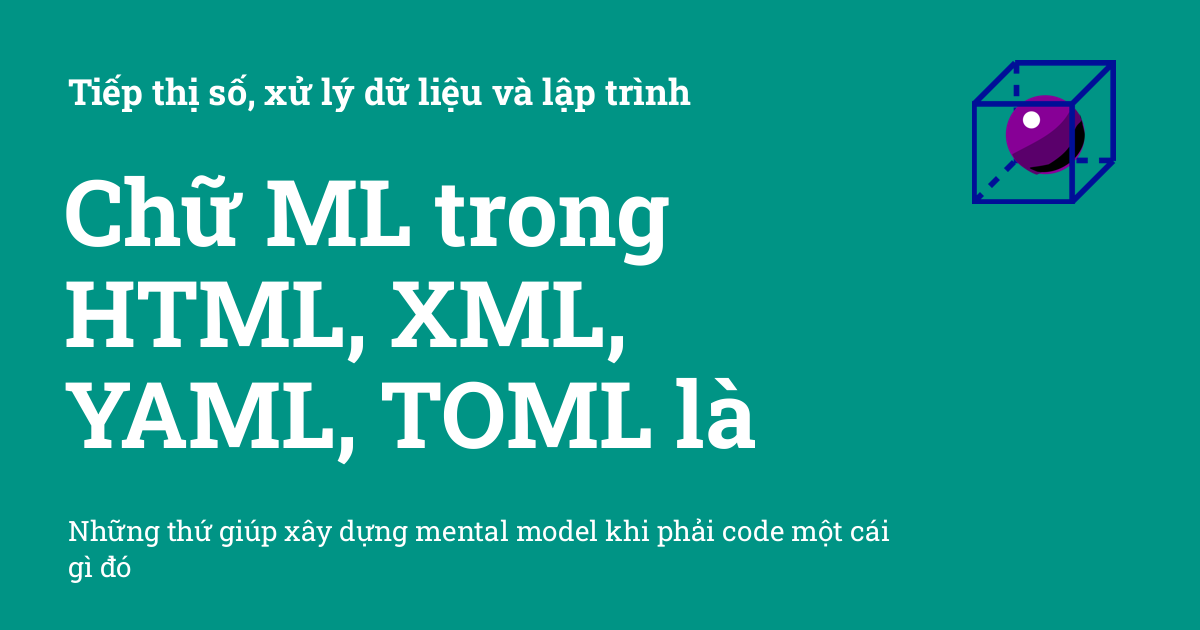 Tiếp thị số, xử lý dữ liệu và lập trình
Chữ ML trong
HTML, XML,
YAML, TOML là
Những thứ giúp xây dựng mental model khi phải code một cái
gì đó